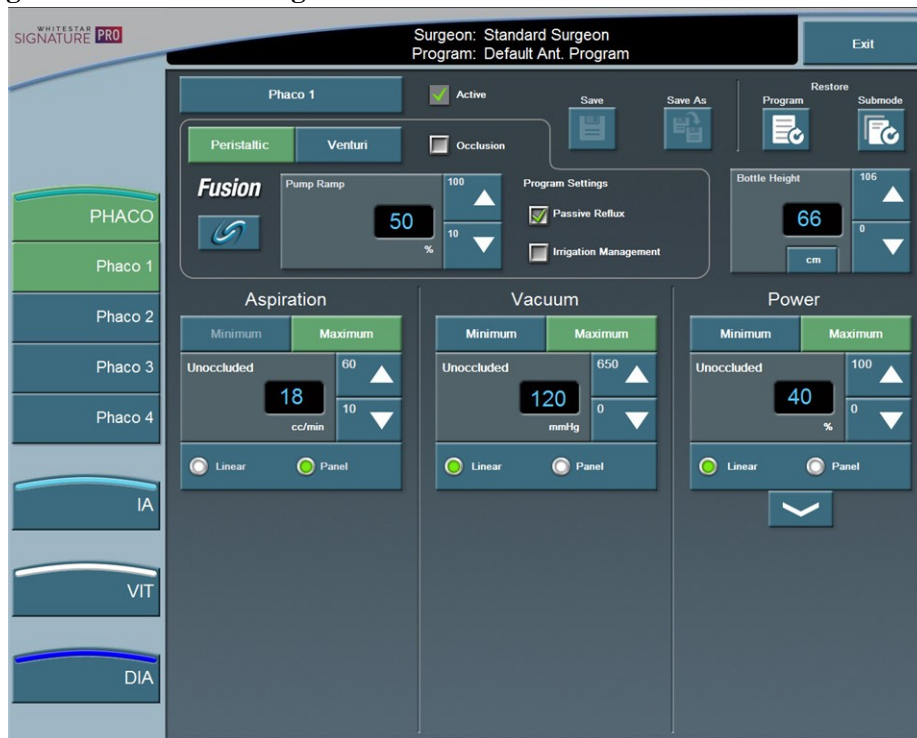 WHITESTAR
SIGNATURE PRO
Surgeon: Standard Surgeon
Program: Default Ant. Program
Exit
Phaco 1
Active
Save
Save As
Restore
Program
Submode
Peristaltic
Venturi
Occlusion
Fusion
Pump Ramp
50
%
100
10
Program Settings
Passive Reflux
Irrigation Management
Bottle Height
66
cm
106
0
PHACO
Phaco 1
Phaco 2
Phaco 3
Phaco 4
IA
VIT
DIA
Aspiration
Minimum
Maximum
Unoccluded
18
cc/min
60
10
Linear
Panel
Vacuum
Minimum
Maximum
Unoccluded
120
mmHg
650
0
Linear
Panel
Power
Minimum
Maximum
Unoccluded
40
%
100
0
Linear
Panel